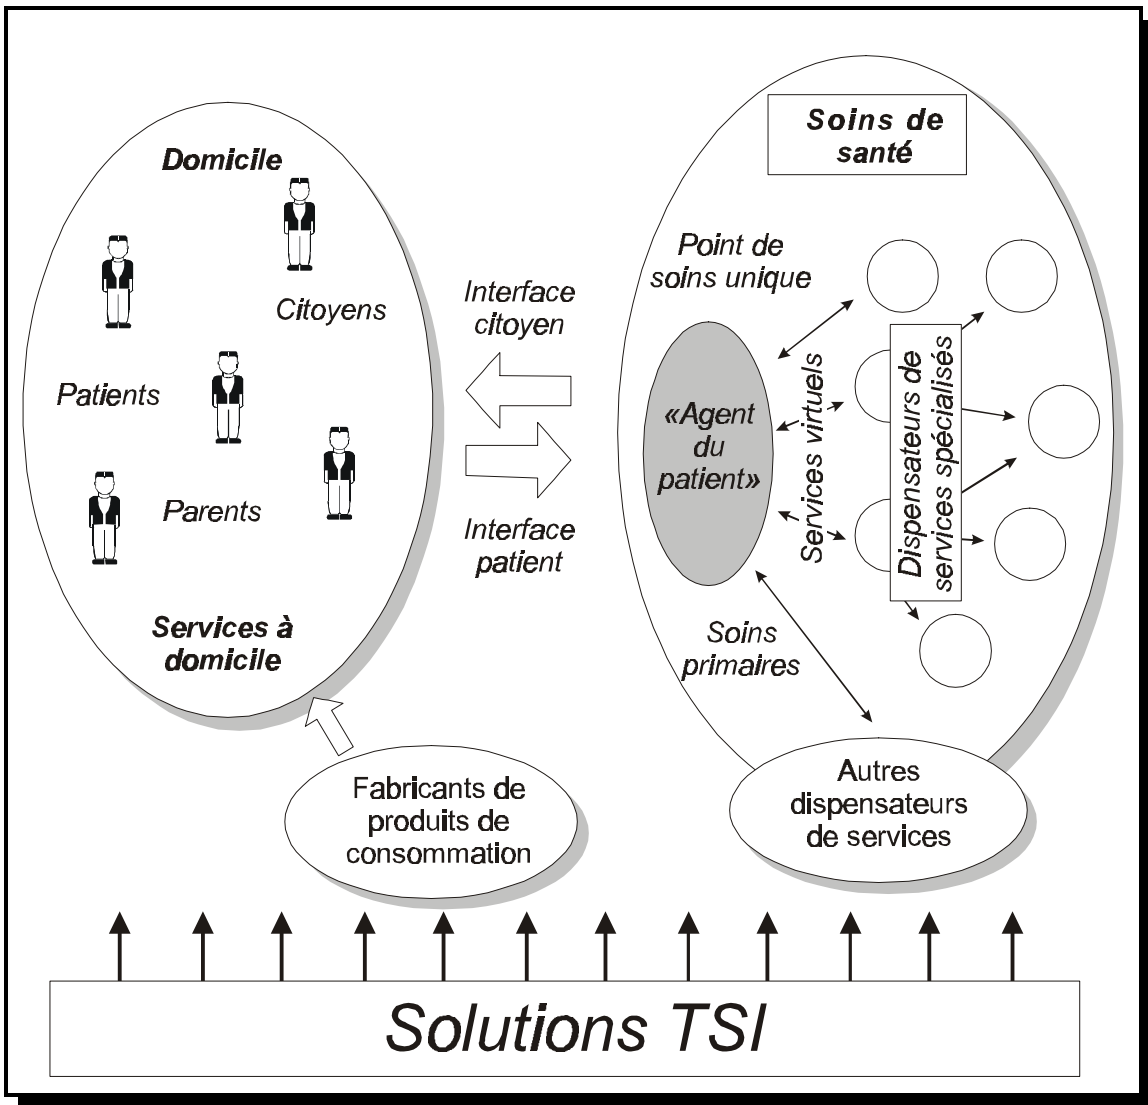 Domicile
Citoyens
Patients
Parents
Services à
domicile
Interface
citoyen
Interface
patient
Soins de
santé
Point de
soins unique
«Agent
du
patient»
Services virtuels
Dispensateurs de
services spécialisés
Soins
primaires
Fabricants de
produits de
consommation
Autres
dispensateurs
de services
Solutions TSI